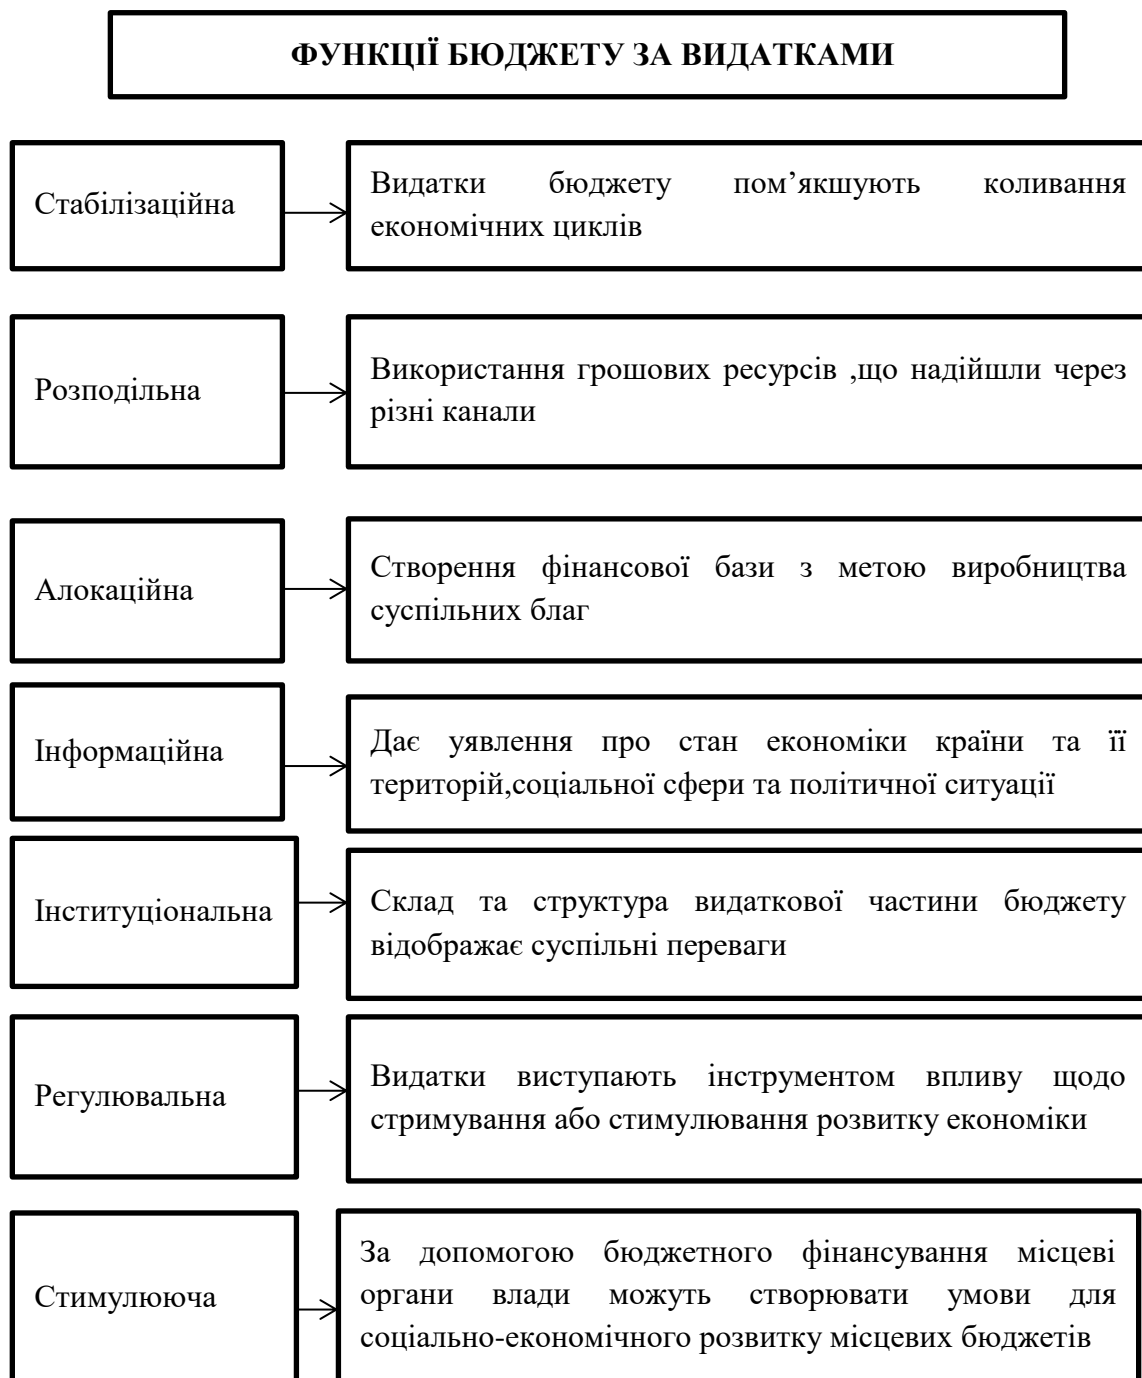 ФУНКЦІЇ БЮДЖЕТУ ЗА ВИДАТКАМИ
Стабілізаційна
Видатки бюджету пом’якшують коливання
економічних циклів
Розподільна
Використання грошових ресурсів ,що надійшли через
різні канали
Алокаційна
Створення фінансової бази з метою виробництва
суспільних благ
Інформаційна
Дає уявлення про стан економіки країни та її
територій,соціальної сфери та політичної ситуації
Інституціональна
Склад та структура видаткової частини бюджету
відображає суспільні переваги
Регулювальна
Видатки виступають інструментом впливу щодо
стримування або стимулювання розвитку економіки
Стимулююча
За допомогою бюджетного фінансування місцеві
органи влади можуть створювати умови для
соціально-економічного розвитку місцевих бюджетів